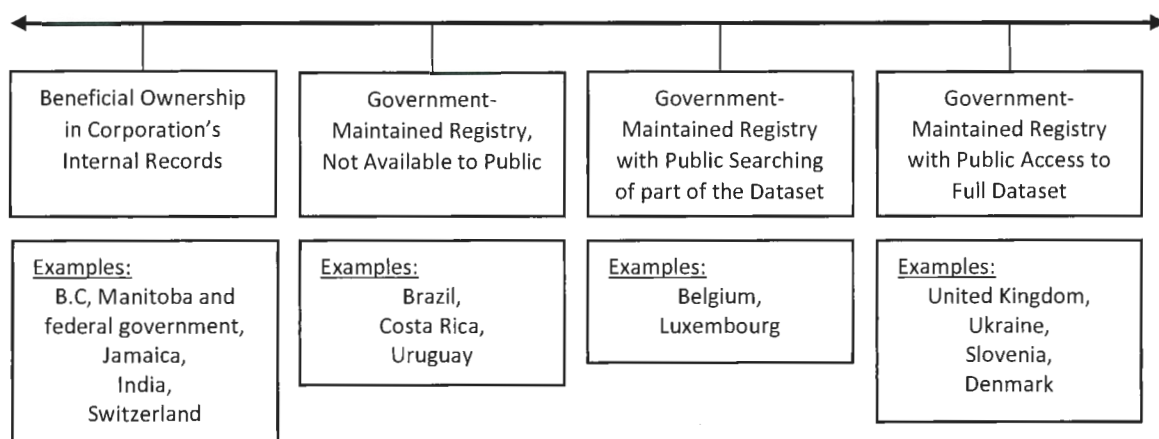 Beneficial Ownership
in Corporation's
Internal Records
Government-
Maintained Registry,
Not Available to Public
Government-
Maintained Registry
with Public Searching
of part of the Dataset
Government-
Maintained Registry
with Public Access to
Full Dataset
Examples:
B.C, Manitoba and
federal government,
Jamaica,
India,
Switzerland
Examples:
Brazil,
Costa Rica,
Uruguay
Examples:
Belgium,
Luxembourg
Examples:
United Kingdom,
Ukraine,
Slovenia,
Denmark